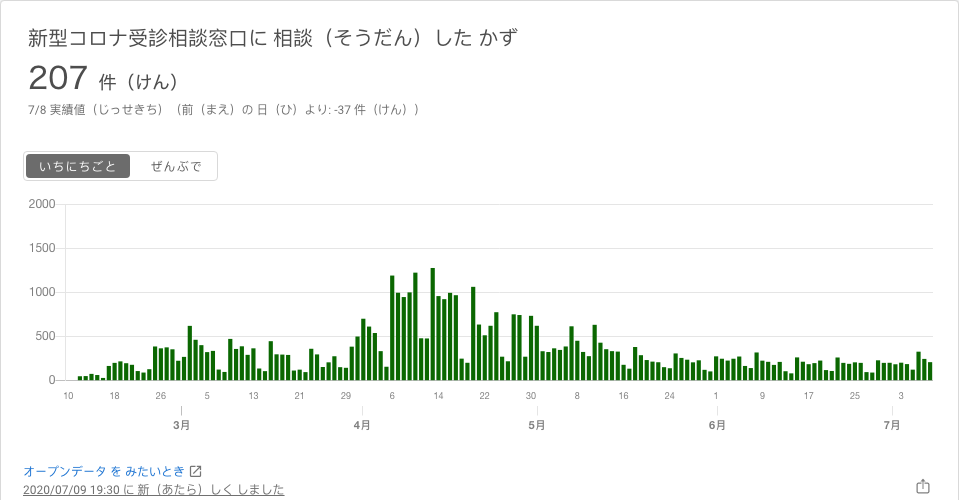 新型コロナ受診相談窓口に 相談（そうだん）した かず
207 件（けん）
7/8 実績値（じっせきち）（前（まえ）の 日（ひ）より: -37 件（けん））
いちにちごと ぜんぶで
2000
1500
1000
500
0
10 18 26 5 13 21 29 6 14 22 30 8 16 24 1 9 17 25 3
3月 4月 5月 6月 7月
オープンデータ を みたいとき
2020/07/09 19:30 に 新（あたら）しく しました